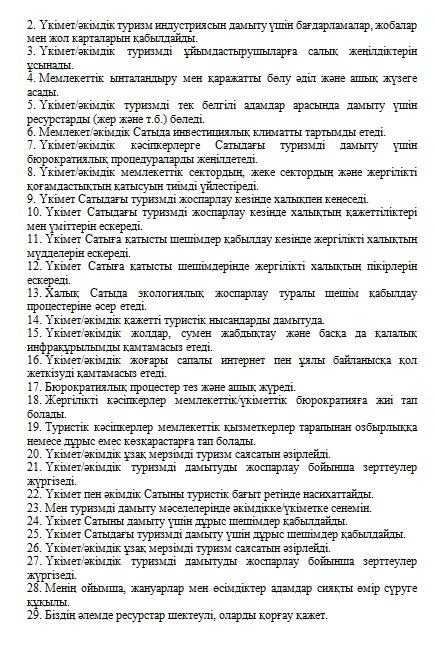 2. Үкімет/әкімдік туризм индустриясын дамыту үшін бағдарламалар, жобалар
мен жол карталарын қабылдайды.
3. Үкімет/әкімдік туризмді ұйымдастырушыларға салық жеңілдіктерін
ұсынады.
4. Мемлекеттік ынталандыру мен қаражатты бөлу әділ және ашық жүзеге
асады.
5. Үкімет/әкімдік туризмді тек белгілі адамдар арасында дамыту үшін
ресурстарды (жер және т.б.) бөледі.
6. Мемлекет/әкімдік Сатыда инвестициялық климатты тартымды етеді.
7. Үкімет/әкімдік кәсіпкерлерге Сатыдағы туризмді дамыту үшін
бюрократиялық процедураларды жеңілдетеді.
8. Үкімет/әкімдік мемлекеттік сектордың, жеке сектордың және жергілікті
қоғамдастықтың қатысуын тиімді үйлестіреді.
9. Үкімет Сатыдағы туризмді жоспарлау кезінде халықпен кеңеседі.
10. Үкімет Сатыдағы туризмді жоспарлау кезінде халықтың қажеттіліктері
мен үміттерін ескереді.
11. Үкімет Сатыға қатысты шешімдер қабылдау кезінде жергілікті халықтың
мүдделерін ескереді.
12. Үкімет Сатыға қатысты шешімдерінде жергілікті халықтың пікірлерін
ескереді.
13. Халық Сатыда экологиялық жоспарлау туралы шешім қабылдау
процестеріне әсер етеді.
14. Үкімет/әкімдік қажетті туристік нысандарды дамытуда.
15. Үкімет/әкімдік жолдар, сумен жабдықтау және басқа да қалалық
инфрақұрылымды қамтамасыз етеді.
16. Үкімет/әкімдік жоғары сапалы интернет пен ұялы байланысқа қол
жеткізуді қамтамасыз етеді.
17. Бюрократиялық процестер тез және ашық жүреді.
18. Жергілікті кәсіпкерлер мемлекеттік/үкіметтік бюрократияға жиі тап
болады.
19. Туристік кәсіпкерлер мемлекеттік қызметкерлер тарапынан озбырлыққа
немесе дұрыс емес көзқарастарға тап болады.
20. Үкімет/әкімдік ұзақ мерзімді туризм саясатын әзірлейді.
21. Үкімет/әкімдік туризмді дамытуды жоспарлау бойынша зерттеулер
жүргізеді.
22. Үкімет пен әкімдік Сатыны туристік бағыт ретінде насихаттайды.
23. Мен туризмді дамыту мәселелерінде әкімдікке/үкіметке сенемін.
24. Үкімет Сатыны дамыту үшін дұрыс шешімдер қабылдайды.
25. Үкімет Сатыдағы туризмді дамыту үшін дұрыс шешімдер қабылдайды.
26. Үкімет/әкімдік ұзақ мерзімді туризм саясатын әзірлейді.
27. Үкімет/әкімдік туризмді дамытуды жоспарлау бойынша зерттеулер
жүргізеді.
28. Менің ойымша, жануарлар мен өсімдіктер адамдар сияқты өмір сүруге
құқылы.
29. Біздің әлемде ресурстар шектеулі, оларды қорғау қажет.